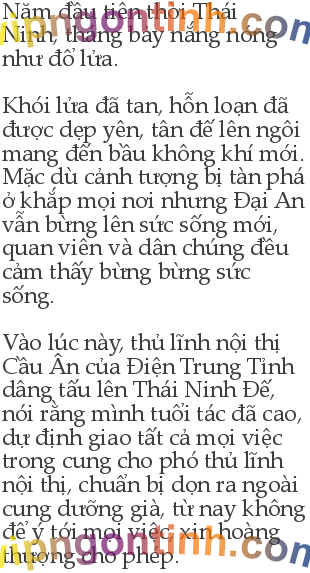 Năm đầu tiên thời Thái
Ninh, tháng bảy nắng nóng
như đổ lửa.

Khói lửa đã tan, hỗn loạn đã
được dẹp yên, tân đế lên ngôi
mang đến bầu không khí mới.
Mặc dù cảnh tượng bị tàn phá
ở khắp mọi nơi nhưng Đại An
vẫn bừng lên sức sống mới,
quan viên và dân chúng đều
cảm thấy bừng bừng sức
sống.

Vào lúc này, thủ lĩnh nội thị
Cầu Ân của Điện Trung Tỉnh
dâng tấu lên Thái Ninh Đế,
nói rằng mình tuổi tác đã cao,
dự định giao tất cả mọi việc
trong cung cho phó thủ lĩnh
nội thị, chuẩn bị dọn ra ngoài
cung dưỡng già, từ nay không
để ý tới mọi việc, xin hoàng
thượng cho phép.